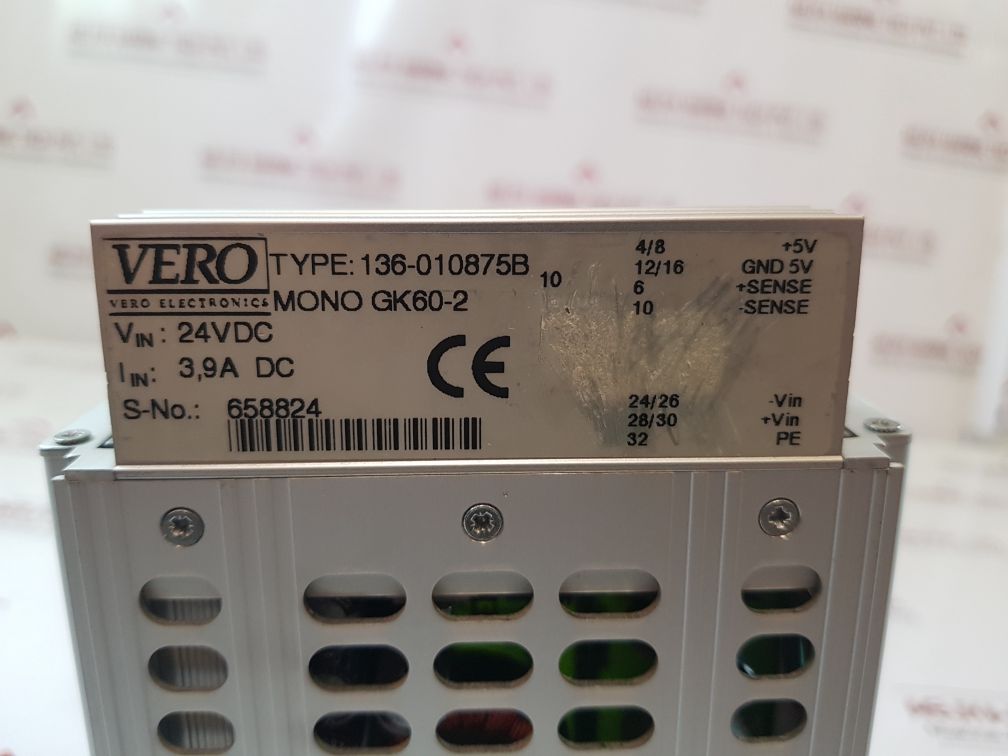 VERO
VERO ELECTRONICS
TYPE: 136-010875B
MONO GK60-2
VIN : 24VDC
IIN: 3,9A DC
S-No.: 658824
CE
10
4/8 +5V
12/16 GND 5V
6 +SENSE
10 -SENSE
24/26 -Vin
28/30 +Vin
32 PE